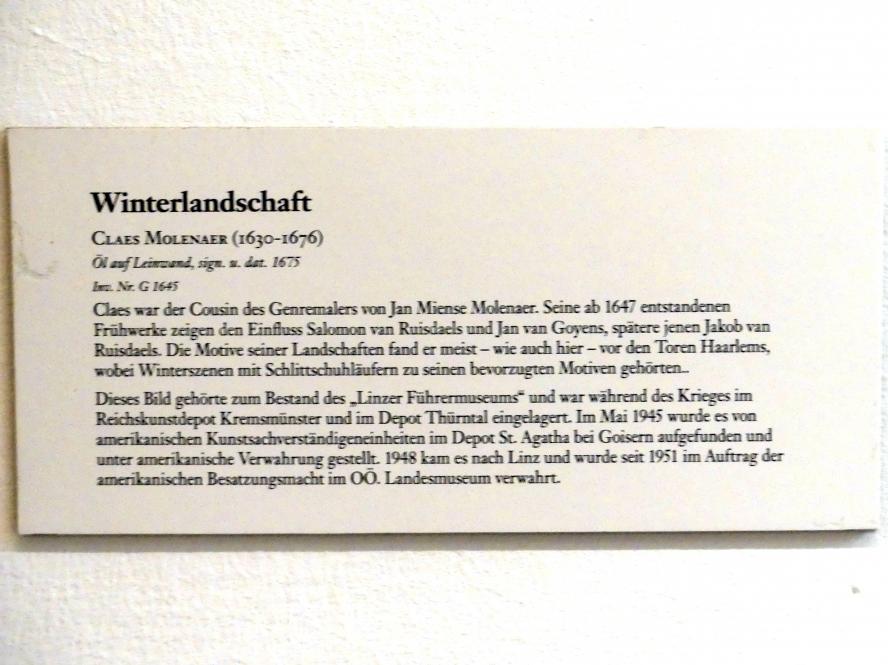 Winterlandschaft
Claes Molenaer (1630-1676)
Öl auf Leinwand, sign. u. dat. 1675
Inv. Nr. G 1645
Claes war der Cousin des Genremalers von Jan Miense Molenaer. Seine ab 1647 entstandenen
Frühwerke zeigen den Einfluss Salomon van Ruisdaels und Jan van Goyens, spätere jenen Jakob van
Ruisdaels. Die Motive seiner Landschaften fand er meist – wie auch hier – vor den Toren Haarlems,
wobei Winterszenen mit Schlittschuhläufern zu seinen bevorzugten Motiven gehörten..
Dieses Bild gehörte zum Bestand des „Linzer Führermuseums“ und war während des Krieges im
Reichskunstdepot Kremsmünster und im Depot Thürntal eingelagert. Im Mai 1945 wurde es von
amerikanischen Kunstsachverständigeneinheiten im Depot St. Agatha bei Goisern aufgefunden und
unter amerikanische Verwahrung gestellt. 1948 kam es nach Linz und wurde seit 1951 im Auftrag der
amerikanischen Besatzungsmacht im OÖ. Landesmuseum verwahrt.